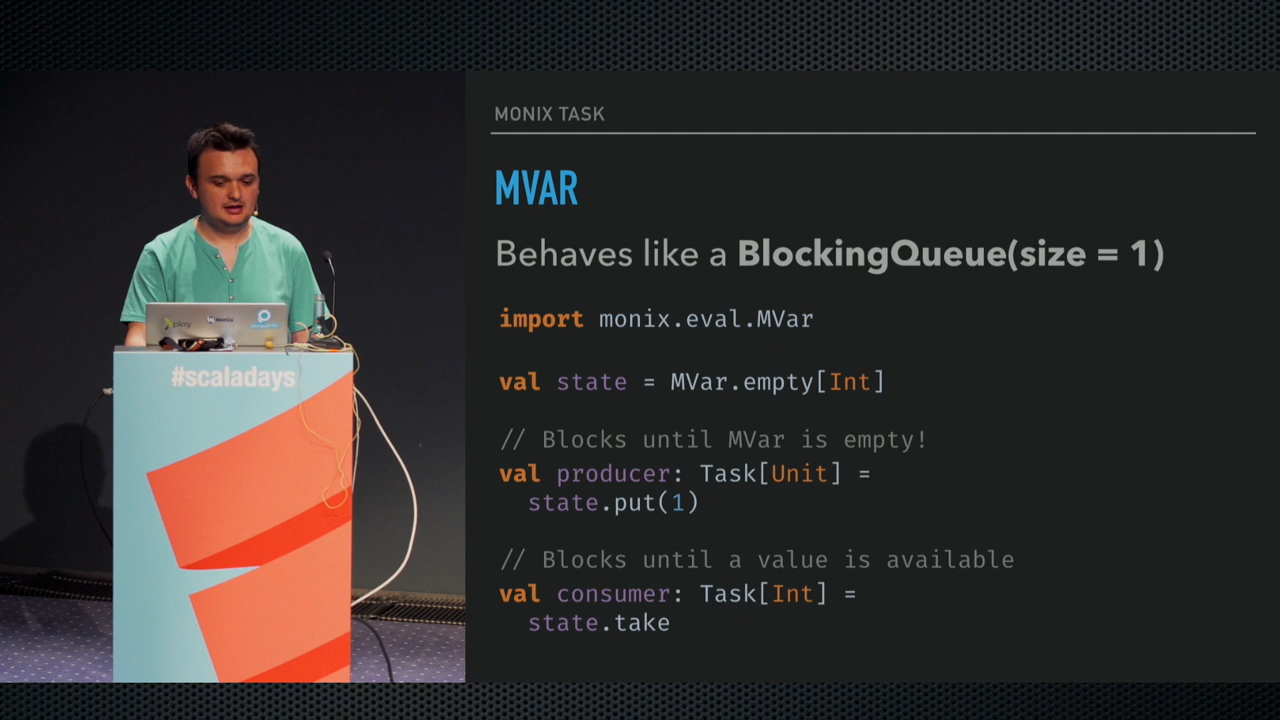 MONIX TASK
MVAR
Behaves like a BlockingQueue(size = 1)
import monix.eval.MVar
val state = MVar.empty[Int]
// Blocks until MVar is empty!
val producer: Task[Unit] =
state.put(1)
// Blocks until a value is available
val consumer: Task[Int] =
state.take
play
Monix
#scaladays